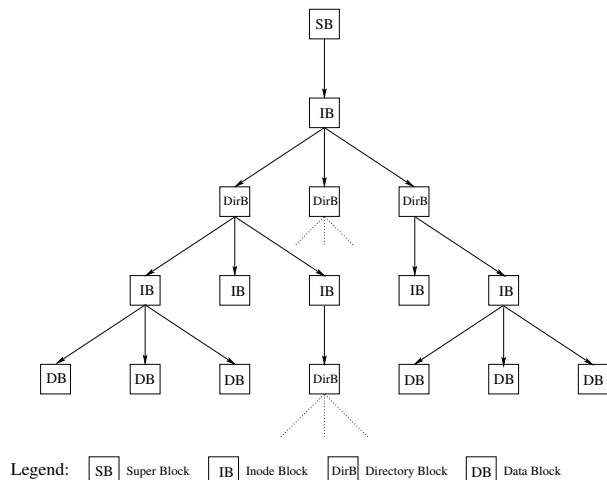 SB
IB
DirB DirB DirB
IB IB IB IB IB
DB DB DB DirB DB DB DB
Legend: SB Super Block IB Inode Block DirB Directory Block DB Data Block